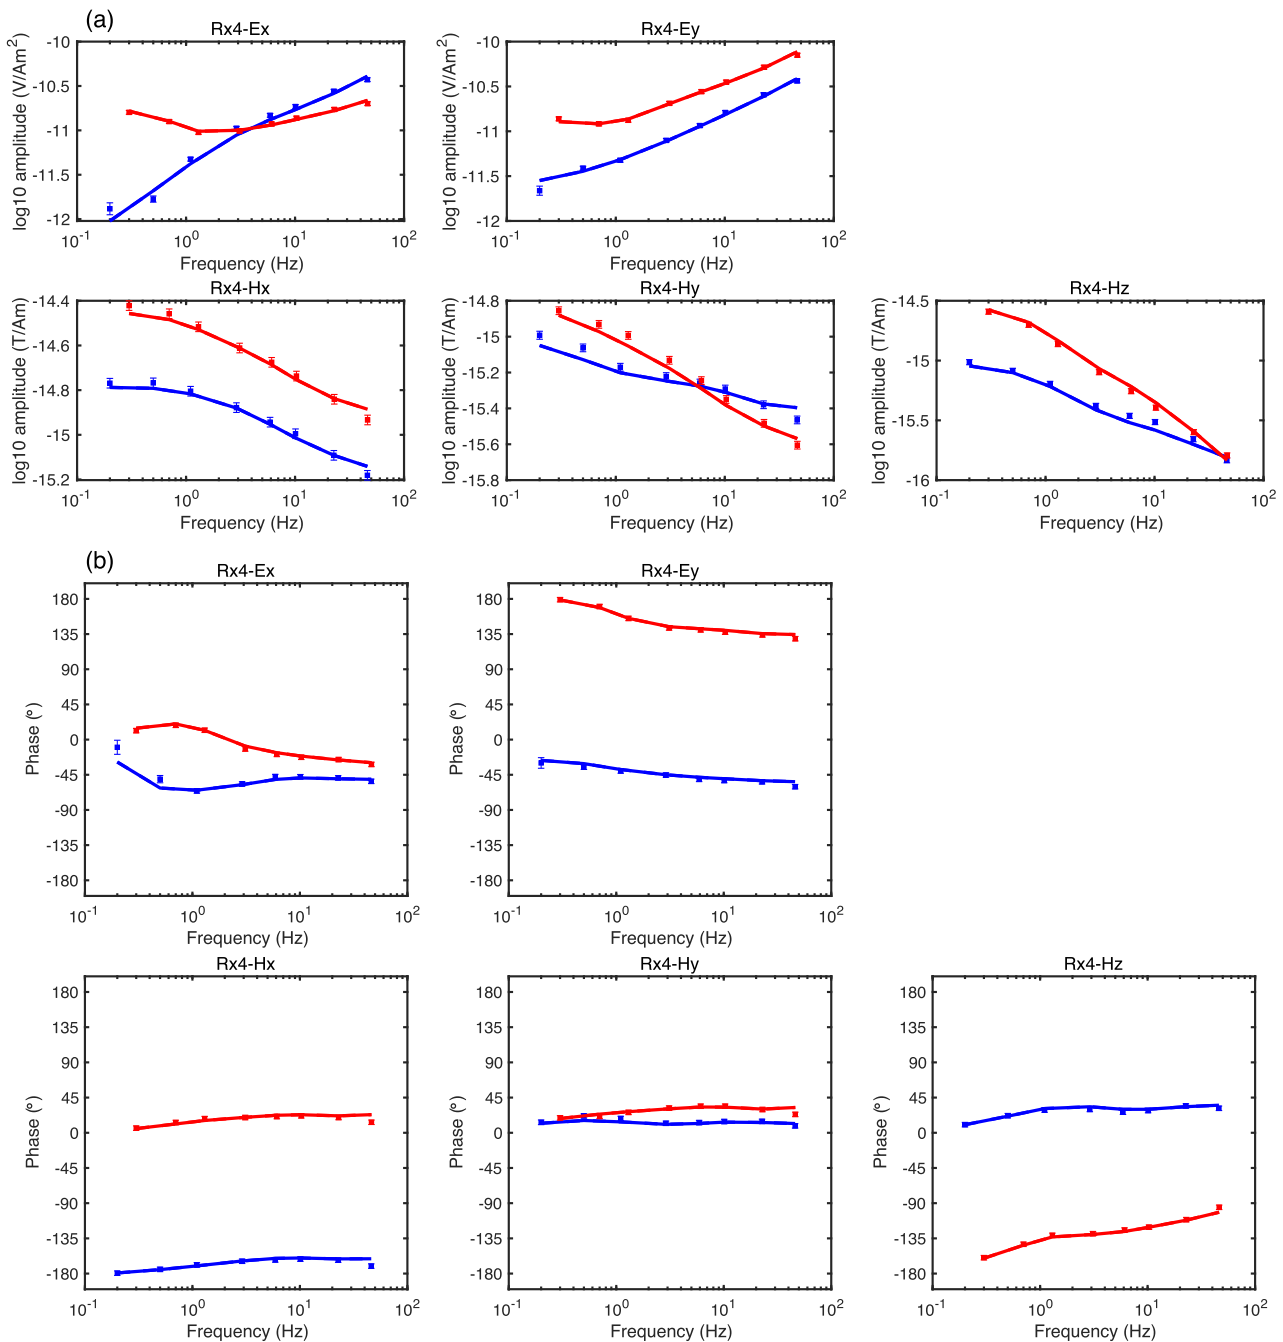 (a)
Rx4-Ex
Rx4-Ey
log10 amplitude (V/Am²)
-10
-10.5
-11
-11.5
-12
10⁻¹ 10⁰ 10¹ 10²
Frequency (Hz)
log10 amplitude (V/Am²)
-10
-10.5
-11
-11.5
-12
10⁻¹ 10⁰ 10¹ 10²
Frequency (Hz)
Rx4-Hx
log10 amplitude (T/Am)
-14.4
-14.6
-14.8
-15
-15.2
10⁻¹ 10⁰ 10¹ 10²
Frequency (Hz)
Rx4-Hy
log10 amplitude (T/Am)
-14.8
-15
-15.2
-15.4
-15.6
-15.8
10⁻¹ 10⁰ 10¹ 10²
Frequency (Hz)
Rx4-Hz
log10 amplitude (T/Am)
-14.5
-15
-15.5
-16
10⁻¹ 10⁰ 10¹ 10²
Frequency (Hz)
(b)
Rx4-Ex
Phase (°)
180
135
90
45
0
-45
-90
-135
-180
10⁻¹ 10⁰ 10¹ 10²
Frequency (Hz)
Rx4-Ey
Phase (°)
180
135
90
45
0
-45
-90
-135
-180
10⁻¹ 10⁰ 10¹ 10²
Frequency (Hz)
Rx4-Hx
Phase (°)
180
135
90
45
0
-45
-90
-135
-180
10⁻¹ 10⁰ 10¹ 10²
Frequency (Hz)
Rx4-Hy
Phase (°)
180
135
90
45
0
-45
-90
-135
-180
10⁻¹ 10⁰ 10¹ 10²
Frequency (Hz)
Rx4-Hz
Phase (°)
180
135
90
45
0
-45
-90
-135
-180
10⁻¹ 10⁰ 10¹ 10²
Frequency (Hz)